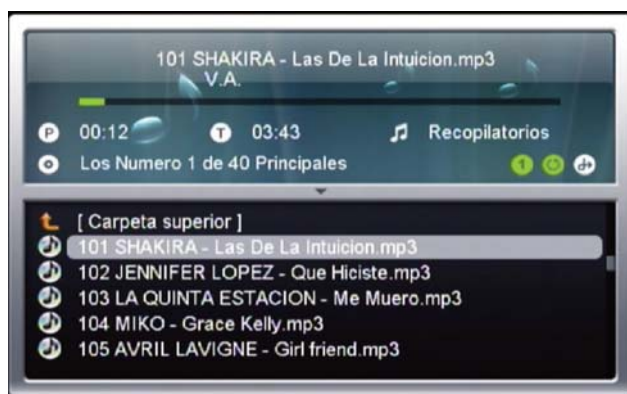 101 SHAKIRA - Las De La Intuicion.mp3
V.A.
P 00:12 T 03:43 Recopilatorios
Los Numero 1 de 40 Principales 1
[ Carpeta superior ]
101 SHAKIRA - Las De La Intuicion.mp3
102 JENNIFER LOPEZ - Que Hiciste.mp3
103 LA QUINTA ESTACION - Me Muero.mp3
104 MIKO - Grace Kelly.mp3
105 AVRIL LAVIGNE - Girl friend.mp3